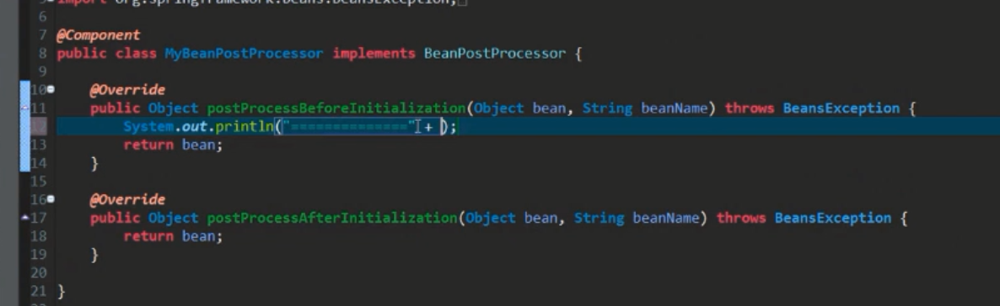 import org.springframework.beans.BeansException;
6
7 @Component
8 public class MyBeanPostProcessor implements BeanPostProcessor {
9
10 @Override
11 public Object postProcessBeforeInitialization(Object bean, String beanName) throws BeansException {
System.out.println("=============="+ );
13 return bean;
14 }
15
16 @Override
17 public Object postProcessAfterInitialization(Object bean, String beanName) throws BeansException {
18 return bean;
19 }
20
21 }